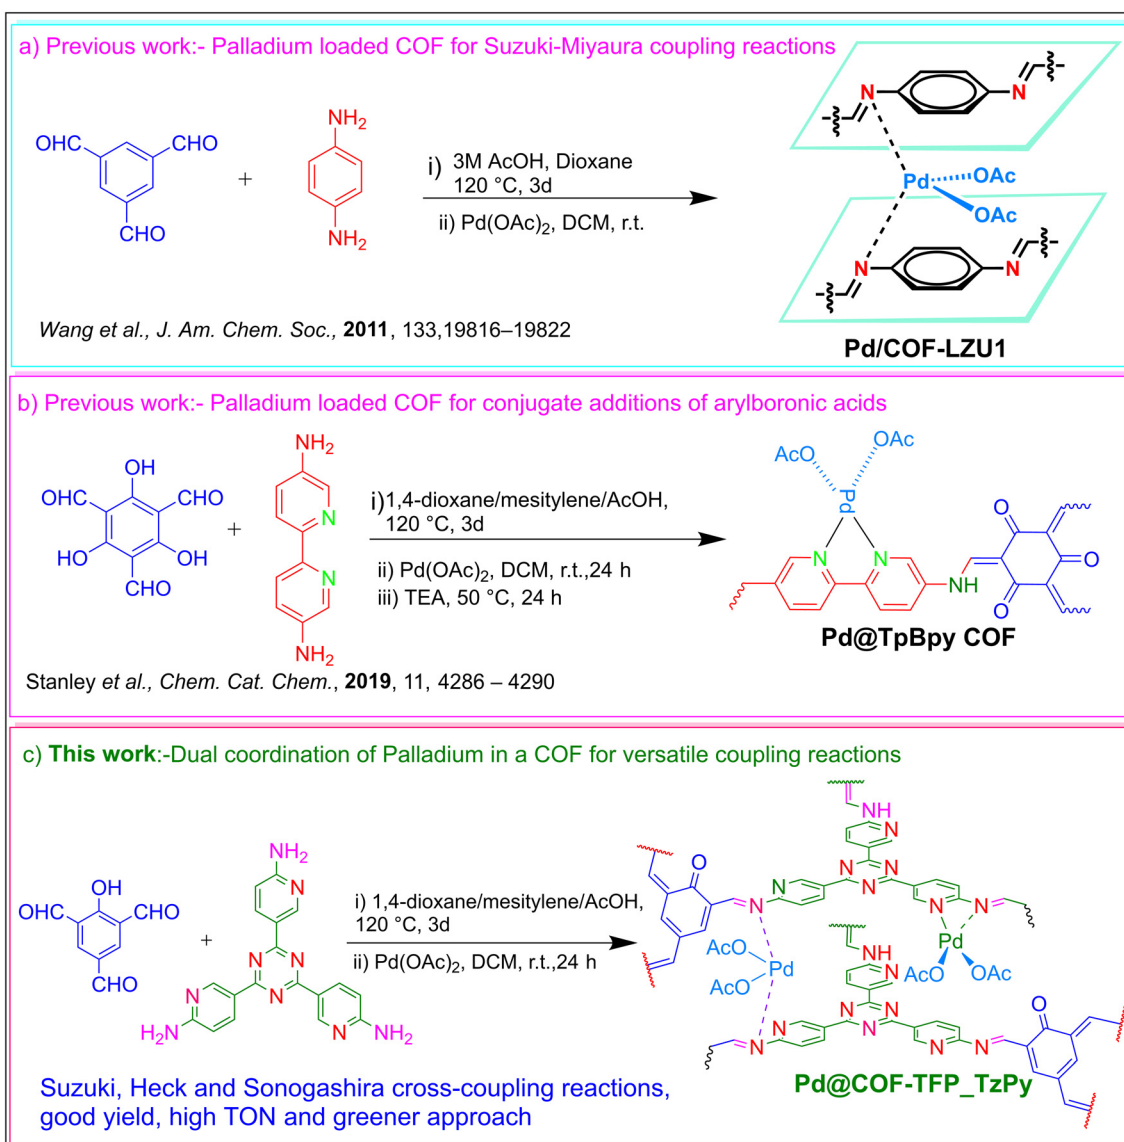 a) Previous work:- Palladium loaded COF for Suzuki-Miyaura coupling reactions
OHC
CHO
CHO
+
NH2
NH2
i) 3M AcOH, Dioxane
120 °C, 3d
ii) Pd(OAc)2, DCM, r.t.
N
N
Pd
OAc
OAc
N
N
Wang et al., J. Am. Chem. Soc., 2011, 133,19816–19822
Pd/COF-LZU1
b) Previous work:- Palladium loaded COF for conjugate additions of arylboronic acids
OH
OHC
CHO
HO
OH
CHO
+
NH2
N
N
NH2
i)1,4-dioxane/mesitylene/AcOH,
120 °C, 3d
ii) Pd(OAc)2, DCM, r.t.,24 h
iii) TEA, 50 °C, 24 h
AcO
OAc
Pd
N
N
NH
O
O
O
Pd@TpBpy COF
Stanley et al., Chem. Cat. Chem., 2019, 11, 4286 – 4290
c) This work:-Dual coordination of Palladium in a COF for versatile coupling reactions
OH
OHC
CHO
CHO
+
NH2
N
N
N
N
N
N
H2N
NH2
i) 1,4-dioxane/mesitylene/AcOH,
120 °C, 3d
ii) Pd(OAc)2, DCM, r.t.,24 h
NH
N
O
N
N
N
N
N
N
N
AcO
AcO
Pd
Pd
AcO
OAc
NH
N
N
N
N
N
N
N
N
O
Pd@COF-TFP_TzPy
Suzuki, Heck and Sonogashira cross-coupling reactions,
good yield, high TON and greener approach